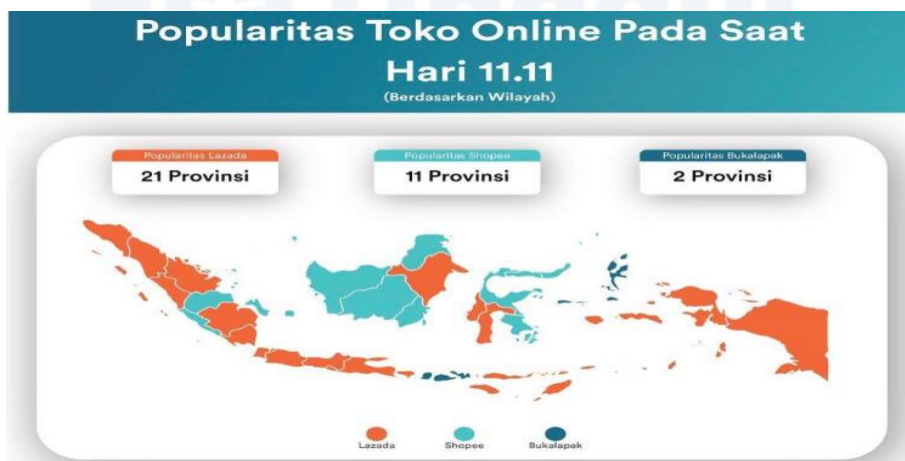 Popularitas Toko Online Pada Saat
Hari 11.11
(Berdasarkan Wilayah)
Popularitas Lazada
21 Provinsi
Popularitas Shopee
11 Provinsi
Popularitas Bukalapak
2 Provinsi
Lazada
Shopee
Bukalapak